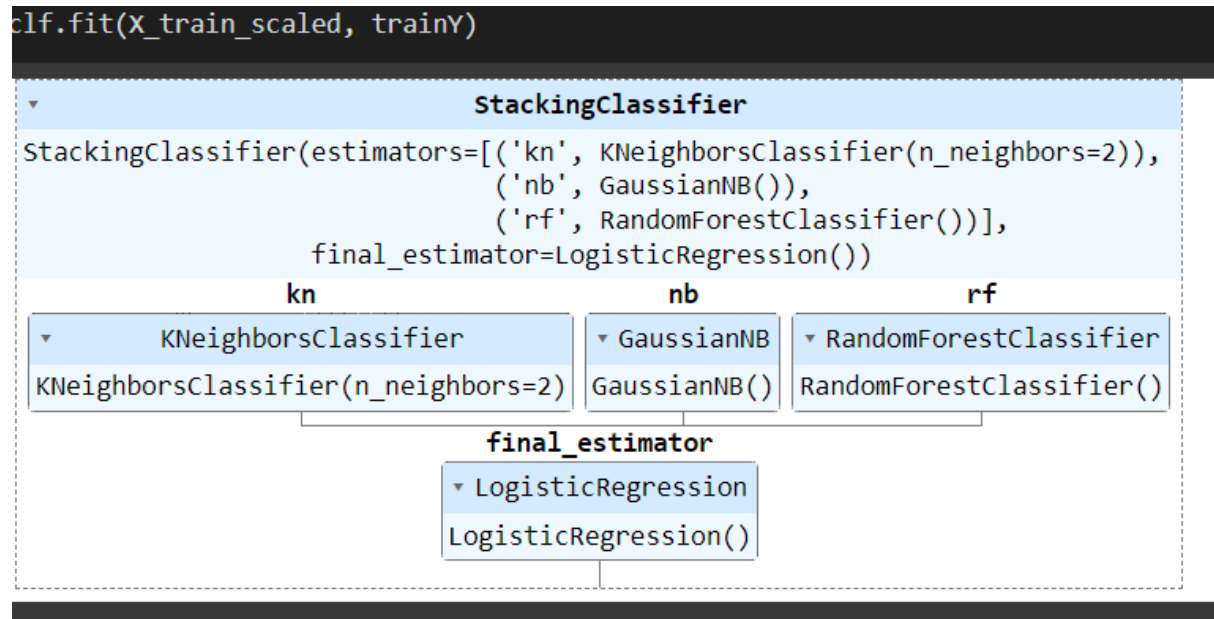 clf.fit(X_train_scaled, trainY)
StackingClassifier
StackingClassifier(estimators=[('kn', KNeighborsClassifier(n_neighbors=2)),
('nb', GaussianNB()),
('rf', RandomForestClassifier())],
final_estimator=LogisticRegression())
kn nb rf
KNeighborsClassifier GaussianNB RandomForestClassifier
KNeighborsClassifier(n_neighbors=2) GaussianNB() RandomForestClassifier()
final_estimator
LogisticRegression
LogisticRegression()